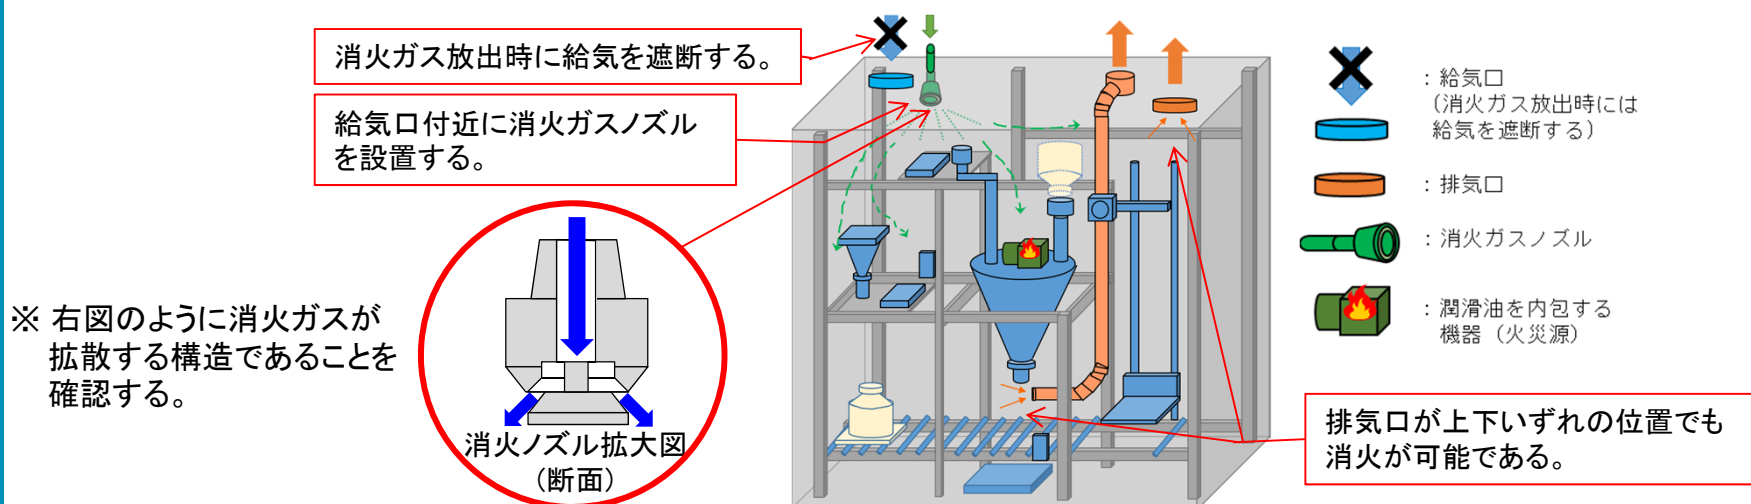 消火ガス放出時に給気を遮断する。
給気口付近に消火ガスノズル
を設置する。
※ 右図のように消火ガスが
拡散する構造であることを
確認する。
消火ノズル拡大図
(断面)
：給気口
（消火ガス放出時には
給気を遮断する）
：排気口
：消火ガスノズル
：潤滑油を内包する
機器（火災源）
排気口が上下いずれの位置でも
消火が可能である。